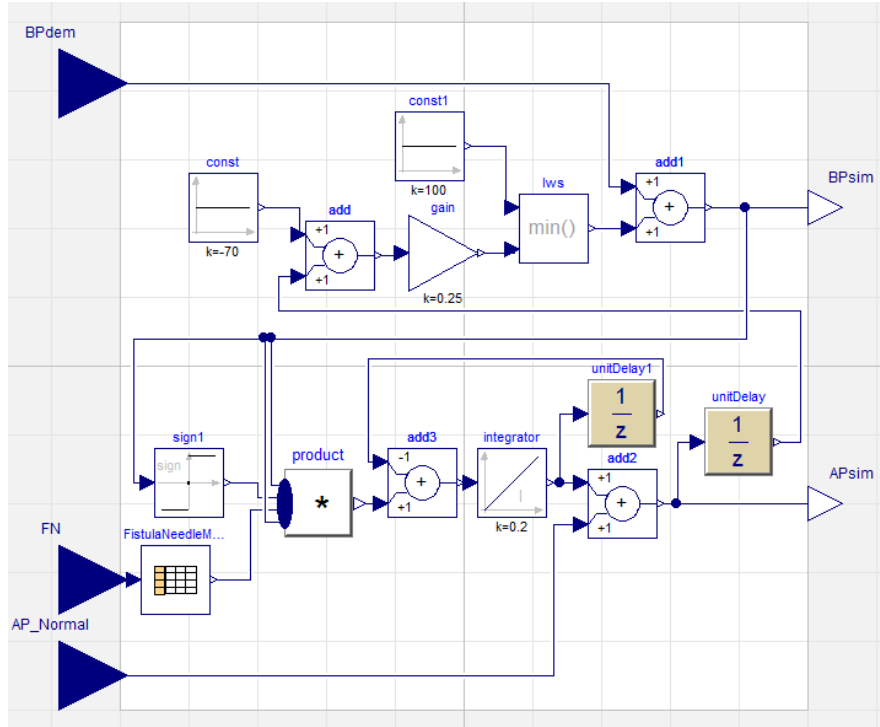 BPdem
const1
k=100
const
k=-70
add
+1
+
+1
gain
k=0.25
lws
min()
add1
+1
+
+1
BPsim
unitDelay1
1
z
unitDelay
1
z
sign1
sign
product
*
add3
-1
+
+1
integrator
I
k=0.2
add2
+1
+
+1
APsim
FN
FistulaNeedleM...
AP_Normal